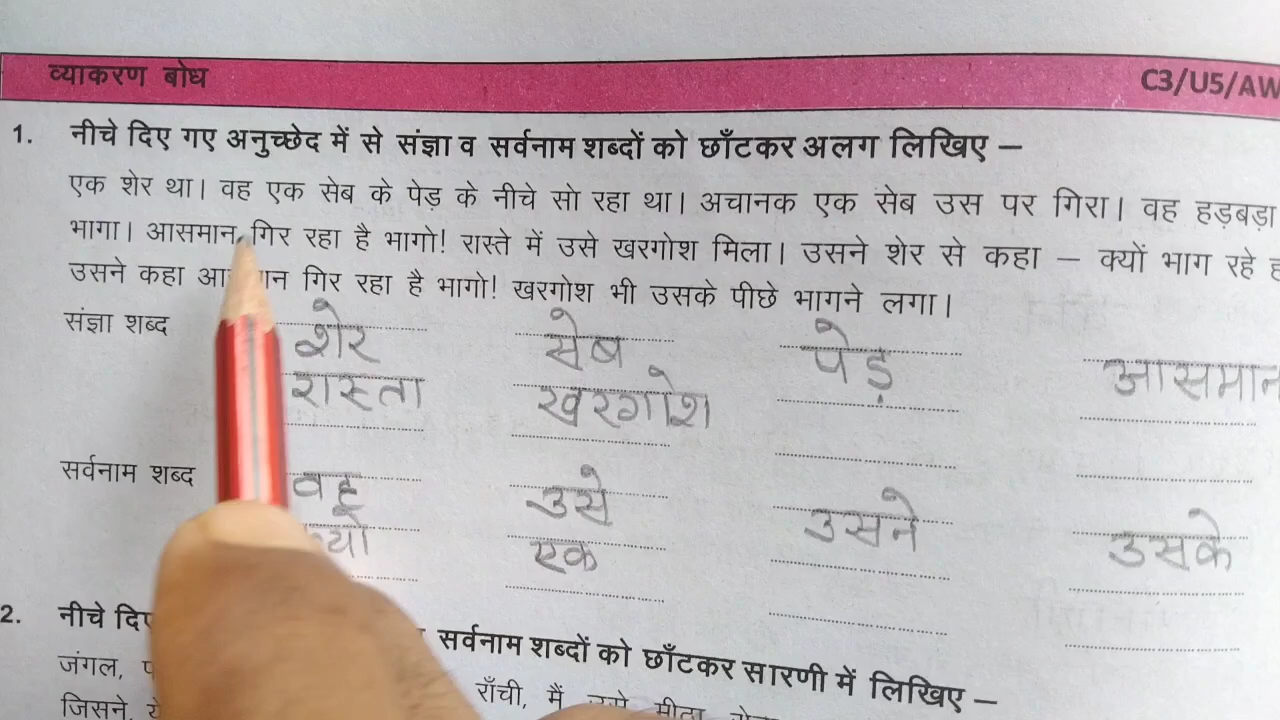 व्याकरण बोध C3/U5/AW
1. नीचे दिए गए अनुच्छेद में से संज्ञा व सर्वनाम शब्दों को छाँटकर अलग लिखिए –
एक शेर था। वह एक सेब के पेड़ के नीचे सो रहा था। अचानक एक सेब उस पर गिरा। वह हड़बड़ा
भागा। आसमान गिर रहा है भागो! रास्ते में उसे खरगोश मिला। उसने शेर से कहा – क्यों भाग रहे
उसने कहा गिर रहा है भागो! खरगोश भी उसके पीछे भागने लगा।
संज्ञा शब्द शेर सेब पेड़ आसमान
रास्ता खरगोश
सर्वनाम शब्द वह उसे उसने उसके
एक
2. नीचे सर्वनाम शब्दों को छाँटकर सारणी में लिखिए –
जंगल, राँची, मैं
जिसने,